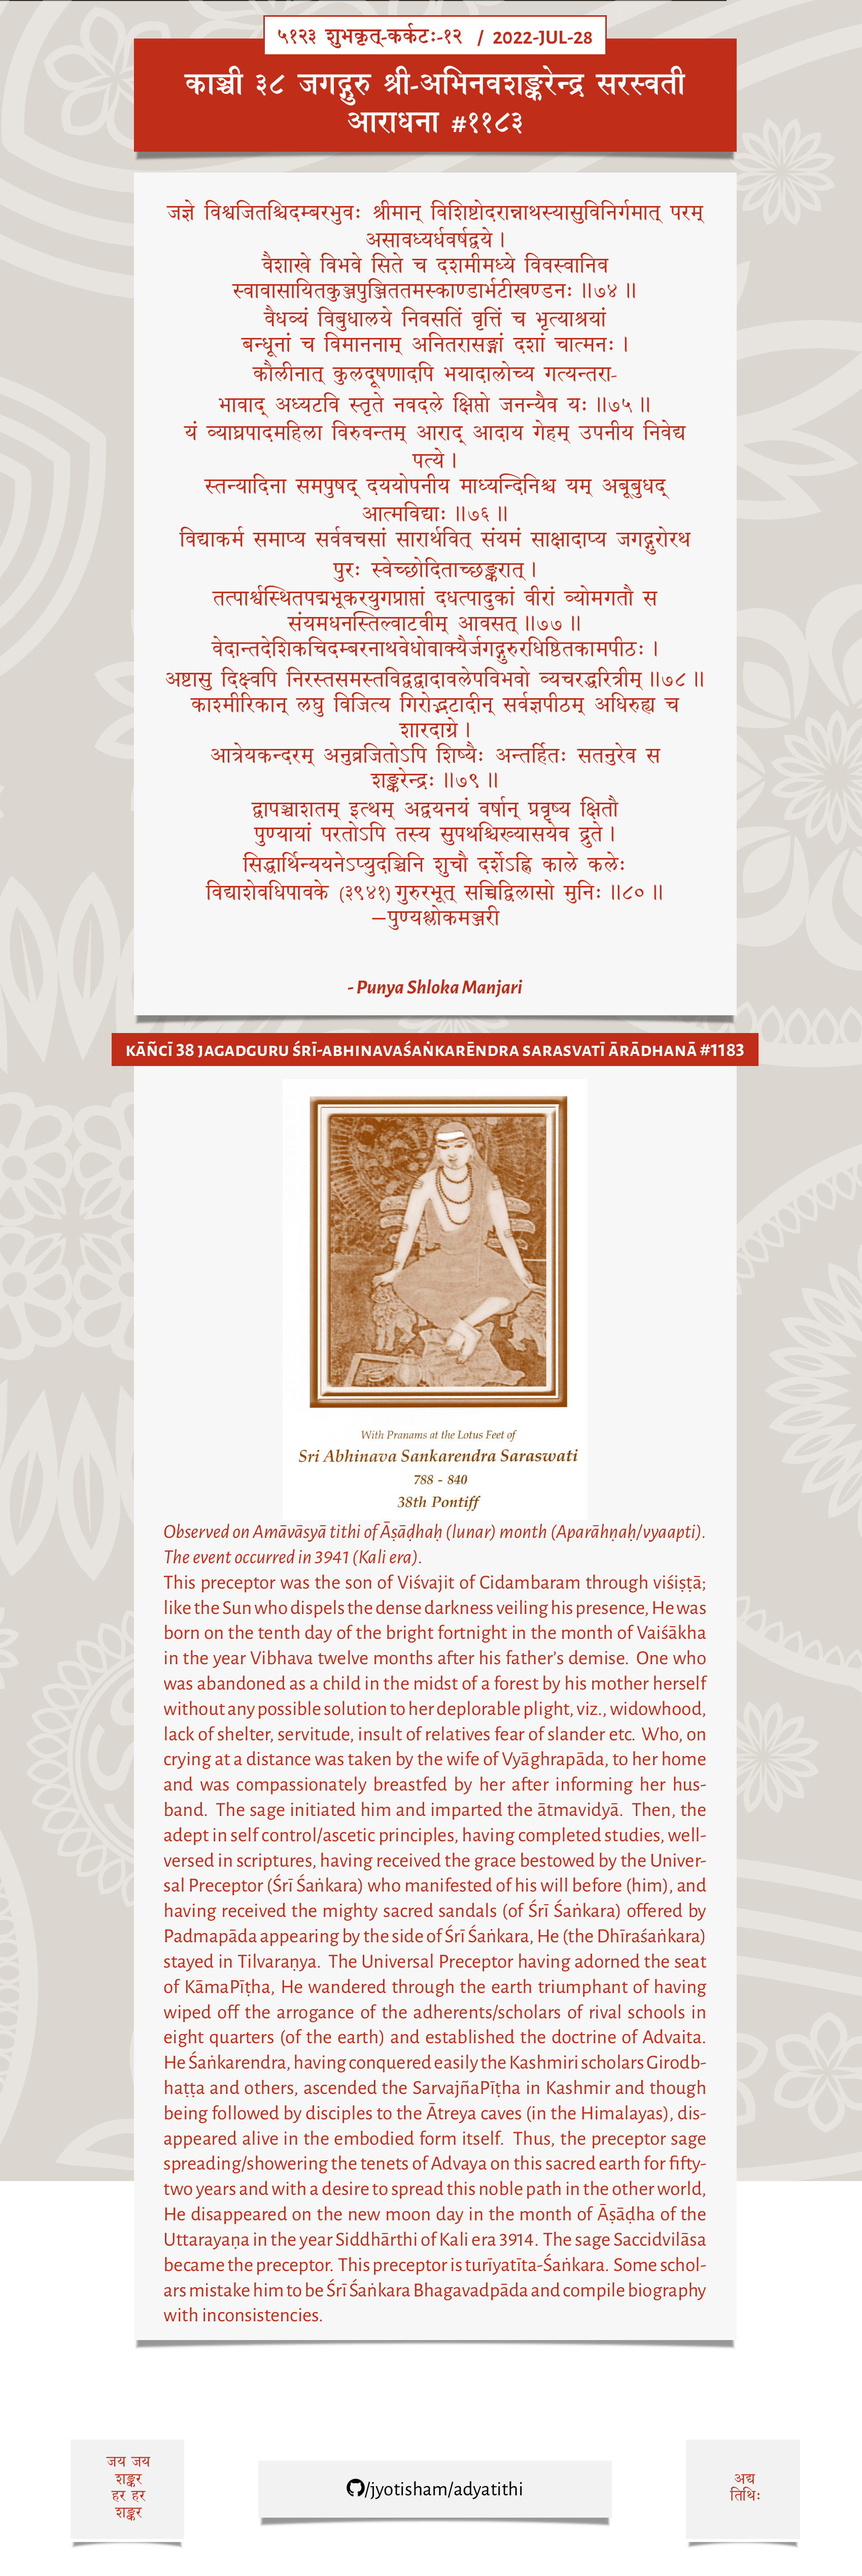 ५१२३ शुभकृत्-कर्कटः-१२ / 2022-JUL-28
काञ्ची ३८ जगद्गुरु श्री-अभिनवशङ्करेन्द्र सरस्वती
आराधना #११८३
जज्ञे विश्वजितश्चिदम्बरभुवः श्रीमान् विशिष्टोदरान्नाथस्यासुविनिर्गमात् परम्
असावध्यर्धवर्षद्वये ।
वैशाखे विभवे सिते च दशमीमध्ये विवस्वानिव
स्वावासायितकुञ्जपुञ्जिततमस्काण्डार्भटीखण्डनः ॥७४ ॥
वैधव्यं विबुधालये निवसतिं वृत्तिं च भृत्याश्रयां
बन्धूनां च विमाननाम् अनितरासङ्गां दशां चात्मनः ।
कौलीनात् कुलदूषणादपि भयादालोच्य गत्यन्तरा-
भावाद् अध्यटवि स्तृते नवदले क्षिप्तो जनन्यैव यः ॥७५ ॥
यं व्याघ्रपादमहिला विरुवन्तम् आराद् आदाय गेहम् उपनीय निवेद्य
पत्ये ।
स्तन्यादिना समपुषद् दययोपनीय माध्यन्दिनिश्च यम् अबूबुधद्
आत्मविद्याः ॥७६ ॥
विद्याकर्म समाप्य सर्ववचसां सारार्थवित् संयमं साक्षादाप्य जगद्गुरोरथ
पुरः स्वेच्छोदिताच्छङ्करात् ।
तत्पार्श्वस्थितपद्मभूकरयुगप्राप्तां दधत्पादुकां वीरां व्योमगतौ स
संयमधनस्तिल्वाटवीम् आवसत् ॥७७ ॥
वेदान्तदेशिकचिदम्बरनाथवेधोवाक्यैर्जगद्गुरुरधिष्ठितकामपीठः ।
अष्टासु दिक्ष्वपि निरस्तसमस्तविद्वद्वादावलेपविभवो व्यचरद्धरित्रीम् ॥७८ ॥
काश्मीरिकान् लघु विजित्य गिरोद्भटादीन् सर्वज्ञपीठम् अधिरुह्य च
शारदाग्रे ।
आत्रेयकन्दरम् अनुव्रजितोऽपि शिष्यैः अन्तर्हितः सतनुरेव स
शङ्करेन्द्रः ॥७९ ॥
द्वापञ्चाशतम् इत्थम् अद्वयनयं वर्षान् प्रवृष्य क्षितौ
पुण्यायां परतोऽपि तस्य सुपथश्चिख्यासयेव द्रुते ।
सिद्धार्थिन्ययनेऽप्युदञ्चिनि शुचौ दर्शेऽह्नि काले कलेः
विद्याशेवधिपावके (३९४१) गुरुरभूत् सच्चिद्विलासो मुनिः ॥८० ॥
—पुण्यश्लोकमञ्जरी
- Punya Shloka Manjari
KĀÑCĪ 38 JAGADGURU ŚRĪ-ABHINAVAŚAṄKARĒNDRA SARASVATĪ ĀRĀDHANĀ #1183
With Pranams at the Lotus Feet of
Sri Abhinava Sankarendra Saraswati
788 - 840
38th Pontiff
Observed on Amāvāsyā tithi of Āṣāḍhaḥ (lunar) month (Aparāhṇaḥ/vyaapti).
The event occurred in 3941 (Kali era).
This preceptor was the son of Viśvajit of Cidambaram through viśiṣṭā;
like the Sun who dispels the dense darkness veiling his presence, He was
born on the tenth day of the bright fortnight in the month of Vaiśākha
in the year Vibhava twelve months after his father's demise. One who
was abandoned as a child in the midst of a forest by his mother herself
without any possible solution to her deplorable plight, viz., widowhood,
lack of shelter, servitude, insult of relatives fear of slander etc. Who, on
crying at a distance was taken by the wife of Vyāghrapāda, to her home
and was compassionately breastfed by her after informing her hus-
band. The sage initiated him and imparted the ātmavidyā. Then, the
adept in self control/ascetic principles, having completed studies, well-
versed in scriptures, having received the grace bestowed by the Univer-
sal Preceptor (Śrī Śaṅkara) who manifested of his will before (him), and
having received the mighty sacred sandals (of Śrī Śaṅkara) offered by
Padmapāda appearing by the side of Śrī Śaṅkara, He (the Dhīraśaṅkara)
stayed in Tilvaraṇya. The Universal Preceptor having adorned the seat
of KāmaPīṭha, He wandered through the earth triumphant of having
wiped off the arrogance of the adherents/scholars of rival schools in
eight quarters (of the earth) and established the doctrine of Advaita.
He Śaṅkarendra, having conquered easily the Kashmiri scholars Girodb-
haṭṭa and others, ascended the SarvajñaPīṭha in Kashmir and though
being followed by disciples to the Ātreya caves (in the Himalayas), dis-
appeared alive in the embodied form itself. Thus, the preceptor sage
spreading/showering the tenets of Advaya on this sacred earth for fifty-
two years and with a desire to spread this noble path in the other world,
He disappeared on the new moon day in the month of Āṣāḍha of the
Uttarayaṇa in the year Siddhārthi of Kali era 3914. The sage Saccidvilāsa
became the preceptor. This preceptor is turīyatīta-Śaṅkara. Some schol-
ars mistake him to be Śrī Śaṅkara Bhagavadpāda and compile biography
with inconsistencies.
जय जय
शङ्कर
हर हर
शङ्कर
/jyotisham/adyatithi
अद्य
तिथिः